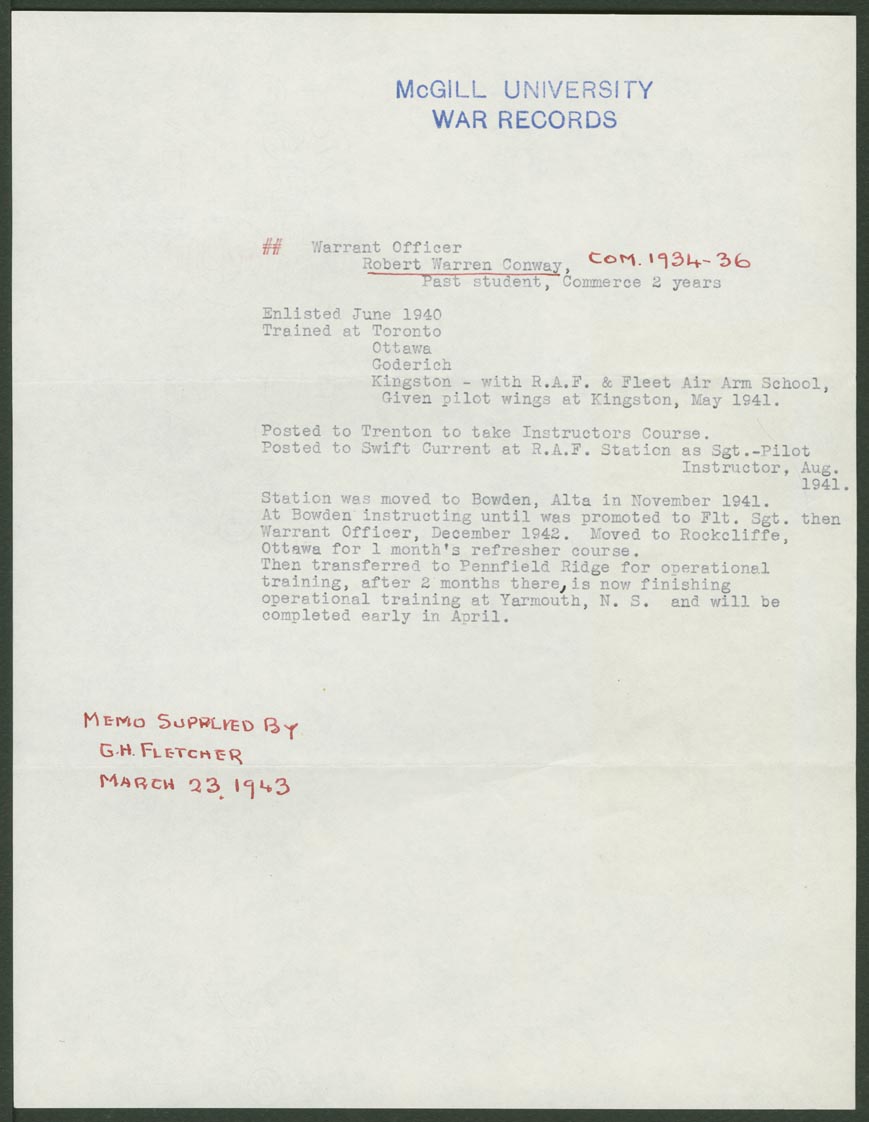 McGILL UNIVERSITY
WAR RECORDS
## Warrant Officer
Robert Warren Conway, COM. 1934-36
Past student, Commerce 2 years
Enlisted June 1940
Trained at Toronto
Ottawa
Goderich
Kingston - with R.A.F. & Fleet Air Arm School,
Given pilot wings at Kingston, May 1941.
Posted to Trenton to take Instructors Course.
Posted to Swift Current at R.A.F. Station as Sgt.-Pilot
Instructor, Aug.
1941.
Station was moved to Bowden, Alta in November 1941.
At Bowden instructing until was promoted to Flt. Sgt. then
Warrant Officer, December 1942. Moved to Rockcliffe,
Ottawa for 1 month's refresher course.
Then transferred to Pennfield Ridge for operational
training, after 2 months there, is now finishing
operational training at Yarmouth, N. S. and will be
completed early in April.
MEMO SUPPLIED BY
G.H. FLETCHER
MARCH 23, 1943